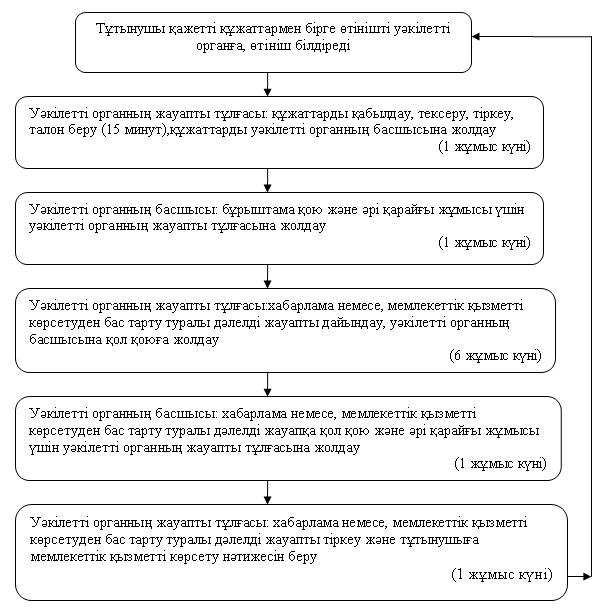 Тұтынушы қажетті құжаттармен бірге өтінішті уәкілетті
органға, өтініш білдіреді
Уәкілетті органның жауапты тұлғасы: құжаттарды қабылдау, тексеру, тіркеу,
талон беру (15 минут),құжаттарды уәкілетті органның басшысына жолдау
(1 жұмыс күні)
Уәкілетті органның басшысы: бұрыштама қою және әрі қарайғы жұмысы үшін
уәкілетті органның жауапты тұлғасына жолдау
(1 жұмыс күні)
Уәкілетті органның жауапты тұлғасы:хабарлама немесе, мемлекеттік қызметті
көрсетуден бас тарту туралы дәлелді жауапты дайындау, уәкілетті органның
басшысына қол қоюға жолдау
(6 жұмыс күні)
Уәкілетті органның басшысы: хабарлама немесе, мемлекеттік қызметті
көрсетуден бас тарту туралы дәлелді жауапқа қол қою және әрі қарайғы жұмысы
үшін уәкілетті органның жауапты тұлғасына жолдау
(1 жұмыс күні)
Уәкілетті органның жауапты тұлғасы: хабарлама немесе, мемлекеттік қызметті
көрсетуден бас тарту туралы дәлелді жауапты тіркеу және тұтынушыға
мемлекеттік қызметті көрсету нәтижесін беру
(1 жұмыс күні)